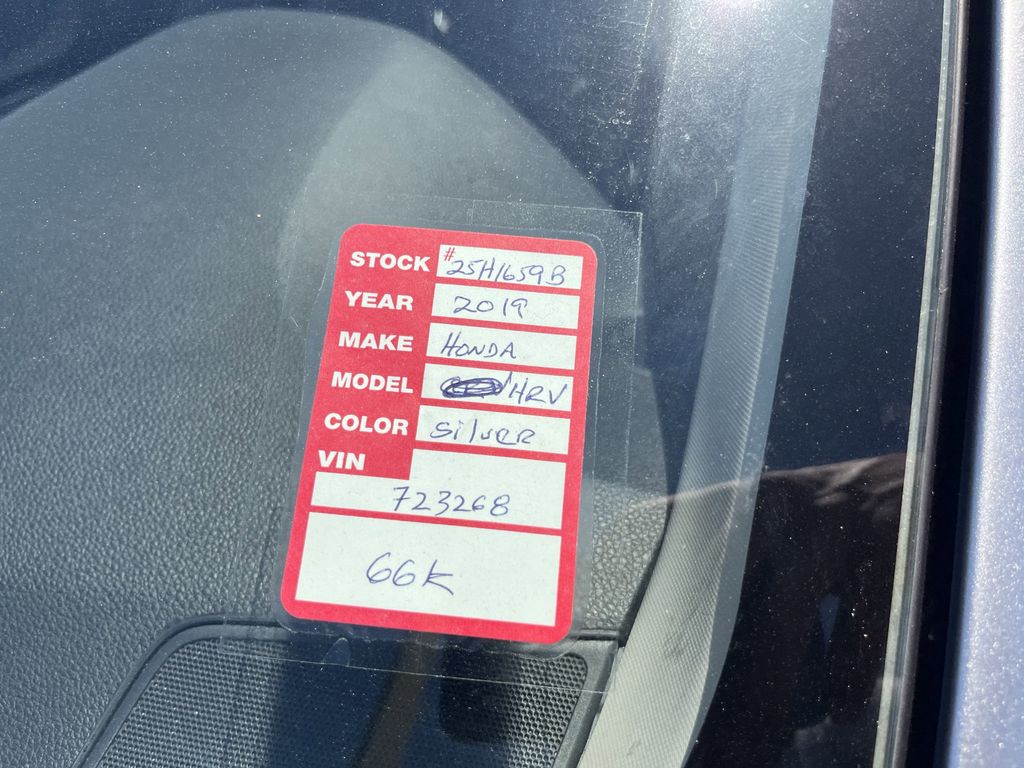 STOCK #25H1659B
YEAR 2019
MAKE HONDA
MODEL HRV
COLOR SilvER
VIN
723268
66K